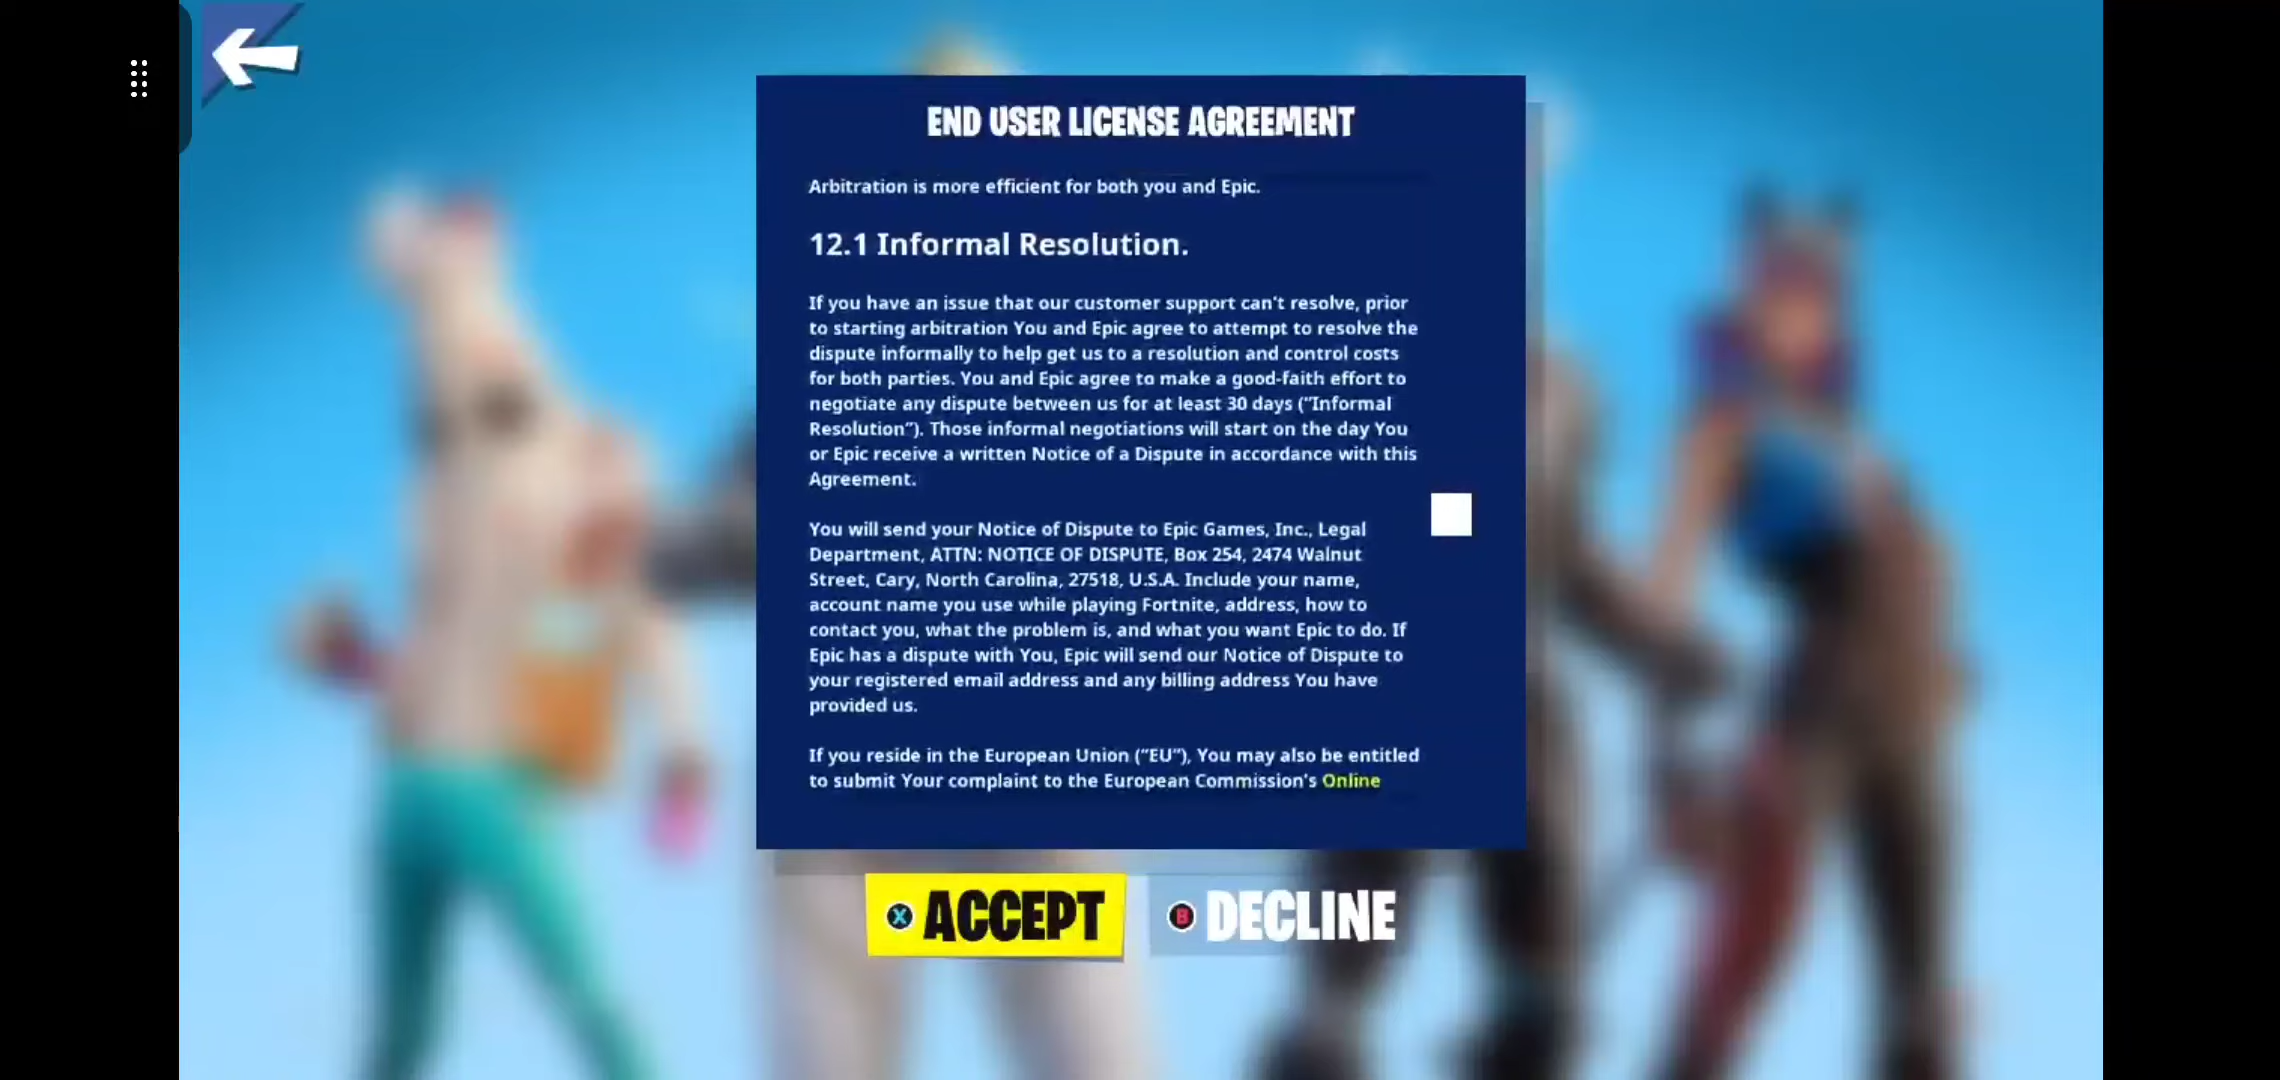 END USER LICENSE AGREEMENT
Arbitration is more efficient for both you and Epic.
12.1 Informal Resolution.
If you have an issue that our customer support can't resolve, prior
to starting arbitration You and Epic agree to attempt to resolve the
dispute informally to help get us to a resolution and control costs
for both parties. You and Epic agree to make a good-faith effort to
negotiate any dispute between us for at least 30 days (“Informal
Resolution”). Those informal negotiations will start on the day You
or Epic receive a written Notice of a Dispute in accordance with this
Agreement.
You will send your Notice of Dispute to Epic Games, Inc., Legal
Department, ATTN: NOTICE OF DISPUTE, Box 254, 2474 Walnut
Street, Cary, North Carolina, 27518, U.S.A. Include your name,
account name you use while playing Fortnite, address, how to
contact you, what the problem is, and what you want Epic to do. If
Epic has a dispute with You, Epic will send our Notice of Dispute to
your registered email address and any billing address You have
provided us.
If you reside in the European Union (“EU”), You may also be entitled
to submit Your complaint to the European Commission's Online
X ACCEPT
B DECLINE